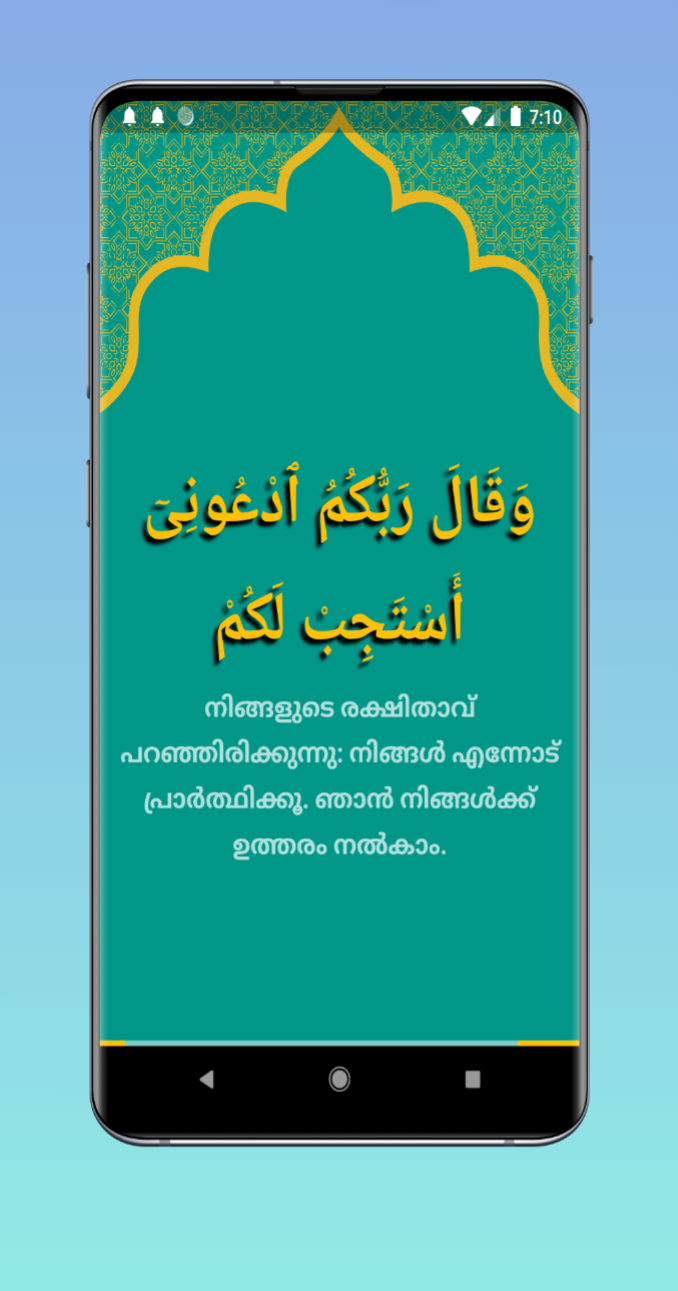 7:10
وَقَالَ رَبُّكُمُ ٱدْعُونِىٓ
أَسْتَجِبْ لَكُمْ
നിങ്ങളുടെ രക്ഷിതാവ്
പറഞ്ഞിരിക്കുന്നു: നിങ്ങൾ എന്നോട്
പ്രാർത്ഥിക്കൂ. ഞാൻ നിങ്ങൾക്ക്
ഉത്തരം നൽകാം.